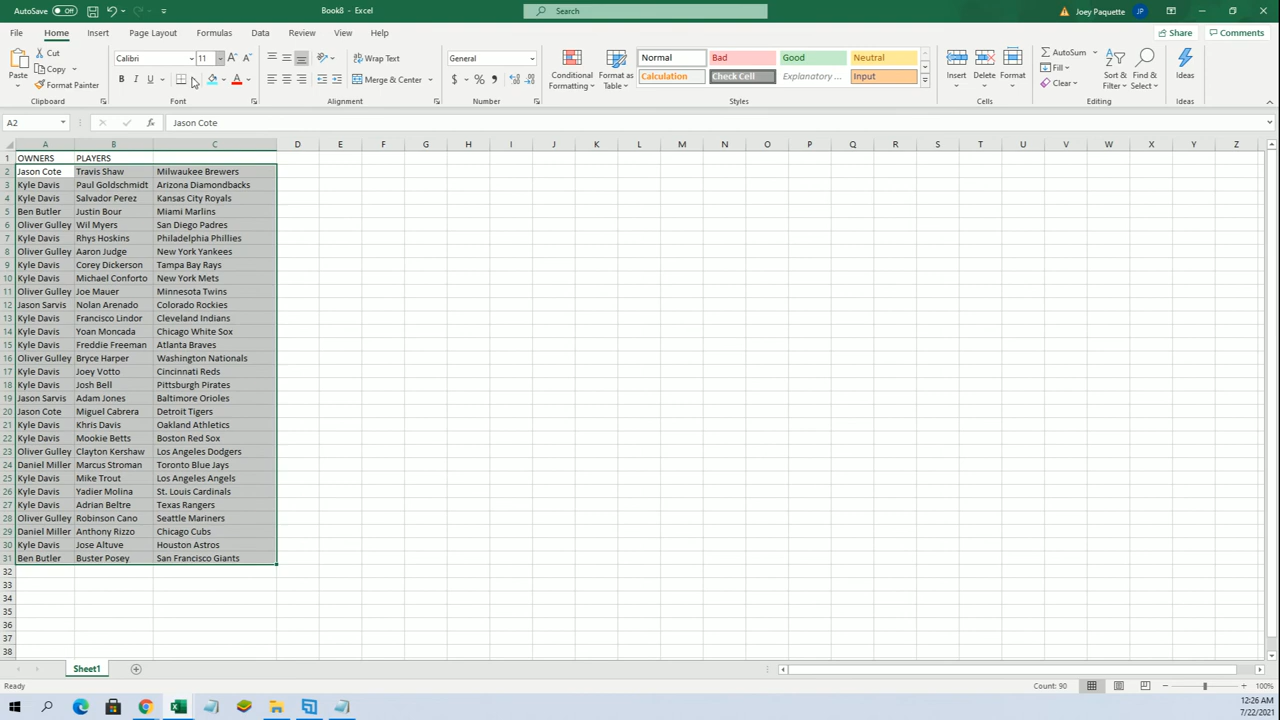 AutoSave Off Book8 - Excel Search Joey Paquette JP
File Home Insert Page Layout Formulas Data Review View Help Share Comments
Paste Cut Copy Format Painter Clipboard
Calibri 11 B I U A A A Font
ab Wrap Text Merge & Center Alignment
General $ % Number
Conditional Formatting Format as Table
Normal Bad Good Neutral
Calculation Check Cell Explanatory ... Input
Styles
Insert Delete Format Cells
AutoSum Fill Clear Sort & Filter Find & Select Editing
Ideas Ideas
A2 fx Jason Cote
A B C D E F G H I J K L M N O P Q R S T U V W X Y Z
1 OWNERS PLAYERS
2 Jason Cote Travis Shaw Milwaukee Brewers
3 Kyle Davis Paul Goldschmidt Arizona Diamondbacks
4 Kyle Davis Salvador Perez Kansas City Royals
5 Ben Butler Justin Bour Miami Marlins
6 Oliver Gulley Wil Myers San Diego Padres
7 Kyle Davis Rhys Hoskins Philadelphia Phillies
8 Oliver Gulley Aaron Judge New York Yankees
9 Kyle Davis Corey Dickerson Tampa Bay Rays
10 Kyle Davis Michael Conforto New York Mets
11 Oliver Gulley Joe Mauer Minnesota Twins
12 Jason Sarvis Nolan Arenado Colorado Rockies
13 Kyle Davis Francisco Lindor Cleveland Indians
14 Kyle Davis Yoan Moncada Chicago White Sox
15 Kyle Davis Freddie Freeman Atlanta Braves
16 Oliver Gulley Bryce Harper Washington Nationals
17 Kyle Davis Joey Votto Cincinnati Reds
18 Kyle Davis Josh Bell Pittsburgh Pirates
19 Jason Sarvis Adam Jones Baltimore Orioles
20 Jason Cote Miguel Cabrera Detroit Tigers
21 Kyle Davis Khris Davis Oakland Athletics
22 Kyle Davis Mookie Betts Boston Red Sox
23 Oliver Gulley Clayton Kershaw Los Angeles Dodgers
24 Daniel Miller Marcus Stroman Toronto Blue Jays
25 Kyle Davis Mike Trout Los Angeles Angels
26 Kyle Davis Yadier Molina St. Louis Cardinals
27 Kyle Davis Adrian Beltre Texas Rangers
28 Oliver Gulley Robinson Cano Seattle Mariners
29 Daniel Miller Anthony Rizzo Chicago Cubs
30 Kyle Davis Jose Altuve Houston Astros
31 Ben Butler Buster Posey San Francisco Giants
32
33
34
35
36
37
38
Sheet1
Ready Count: 90 100%
12:26 AM
7/22/2021